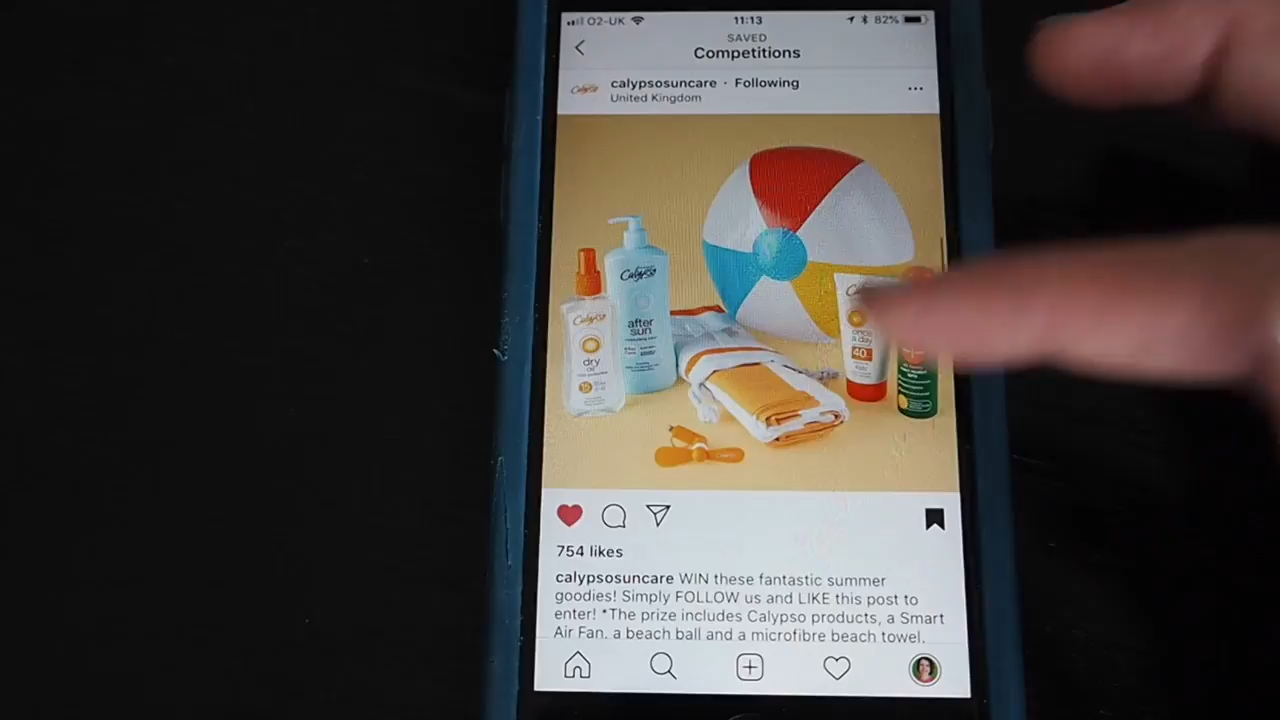 O2-UK 11:13 82%
SAVED
Competitions
calypsosuncare · Following
United Kingdom
Calypso
Calypso
after
sun
Calypso
dry
oil
15
once
a day
40
754 likes
calypsosuncare WIN these fantastic summer
goodies! Simply FOLLOW us and LIKE this post to
enter! *The prize includes Calypso products, a Smart
Air Fan, a beach ball and a microfibre beach towel.